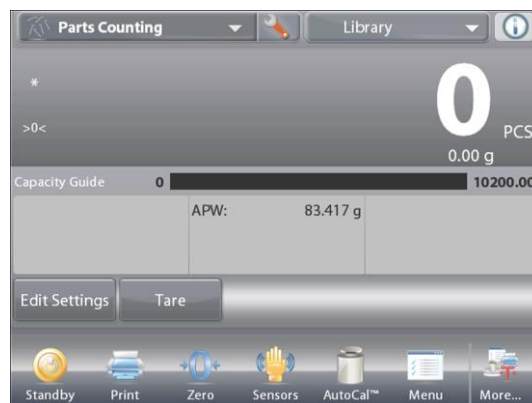 Parts Counting Library
*
>0<
0
PCS
0.00 g
Capacity Guide 0 10200.00
APW: 83.417 g
Edit Settings Tare
Standby Print Zero Sensors AutoCal™ Menu More...